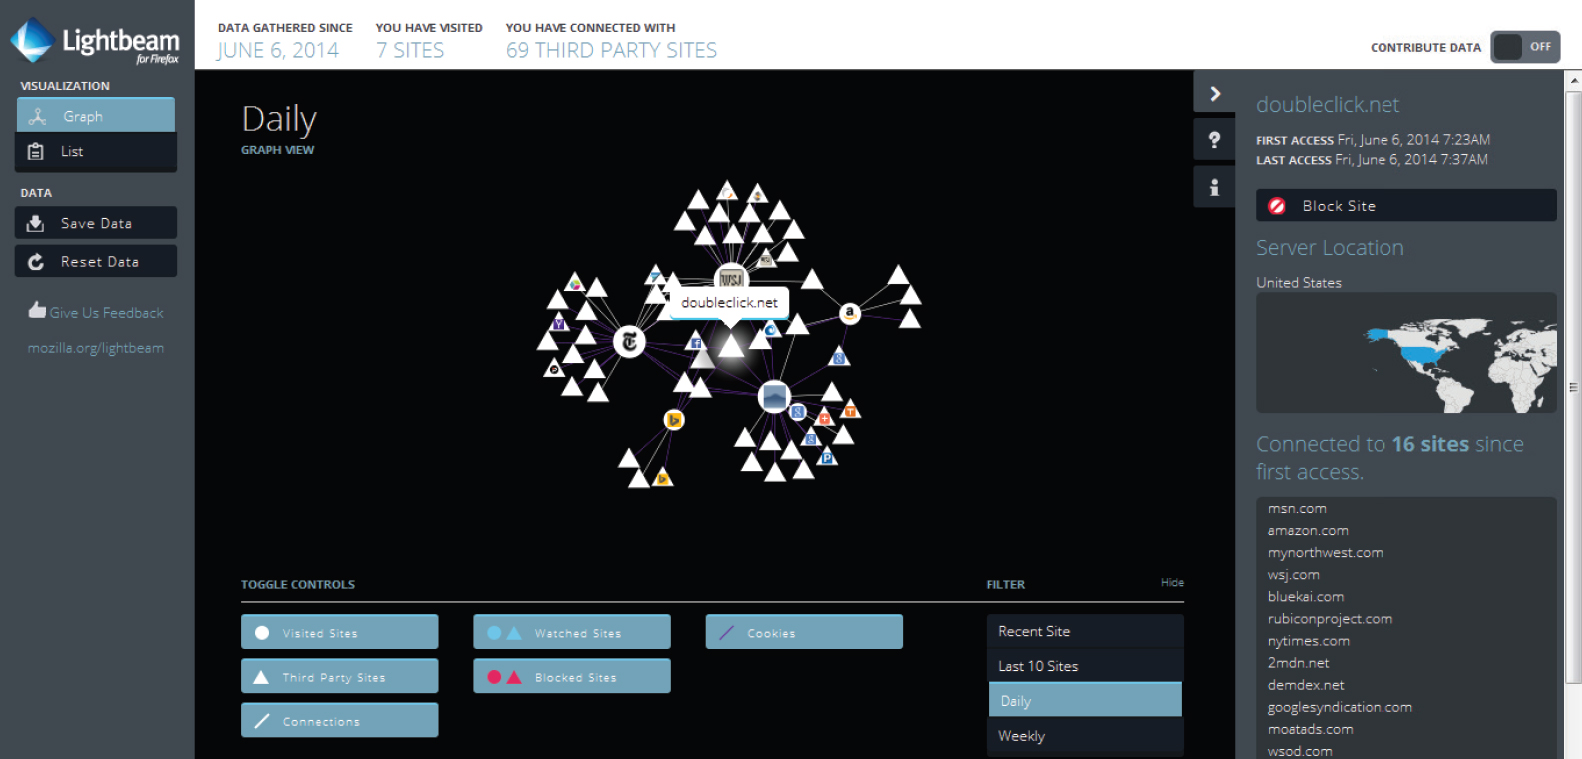 Lightbeam
for Firefox
DATA GATHERED SINCE
JUNE 6, 2014
YOU HAVE VISITED
7 SITES
YOU HAVE CONNECTED WITH
69 THIRD PARTY SITES
CONTRIBUTE DATA
OFF
VISUALIZATION
Graph
List
DATA
Save Data
Reset Data
Give Us Feedback
mozilla.org/lightbeam
Daily
GRAPH VIEW
WSJ
doubleclick.net
TOGGLE CONTROLS
Visited Sites
Watched Sites
Cookies
Third Party Sites
Blocked Sites
Connections
FILTER
Hide
Recent Site
Last 10 Sites
Daily
Weekly
doubleclick.net
FIRST ACCESS Fri, June 6, 2014 7:23AM
LAST ACCESS Fri, June 6, 2014 7:37AM
Block Site
Server Location
United States
Connected to 16 sites since
first access.
msn.com
amazon.com
mynorthwest.com
wsj.com
bluekai.com
rubiconproject.com
nytimes.com
2mdn.net
demdex.net
googlesyndication.com
moatads.com
wsod.com